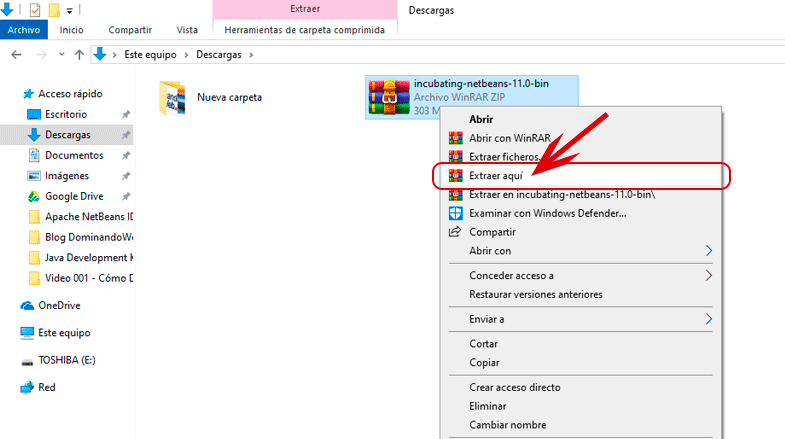 Extraer
Descargas
Archivo
Inicio
Compartir
Vista
Herramientas de carpeta comprimida
Este equipo
Descargas
Acceso rápido
Escritorio
Descargas
Documentos
Imágenes
Google Drive
Apache NetBeans ID
Blog DominandoWo
Java Development K
Video 001 - Cómo D
OneDrive
Este equipo
TOSHIBA (E:)
Red
Nueva carpeta
incubating-netbeans-11.0-bin
Archivo WinRAR ZIP
303 M
Abrir
Abrir con WinRAR
Extraer ficheros...
Extraer aquí
Extraer en incubating-netbeans-11.0-bin\
Examinar con Windows Defender...
Compartir
Abrir con
Conceder acceso a
Restaurar versiones anteriores
Enviar a
Cortar
Copiar
Crear acceso directo
Eliminar
Cambiar nombre